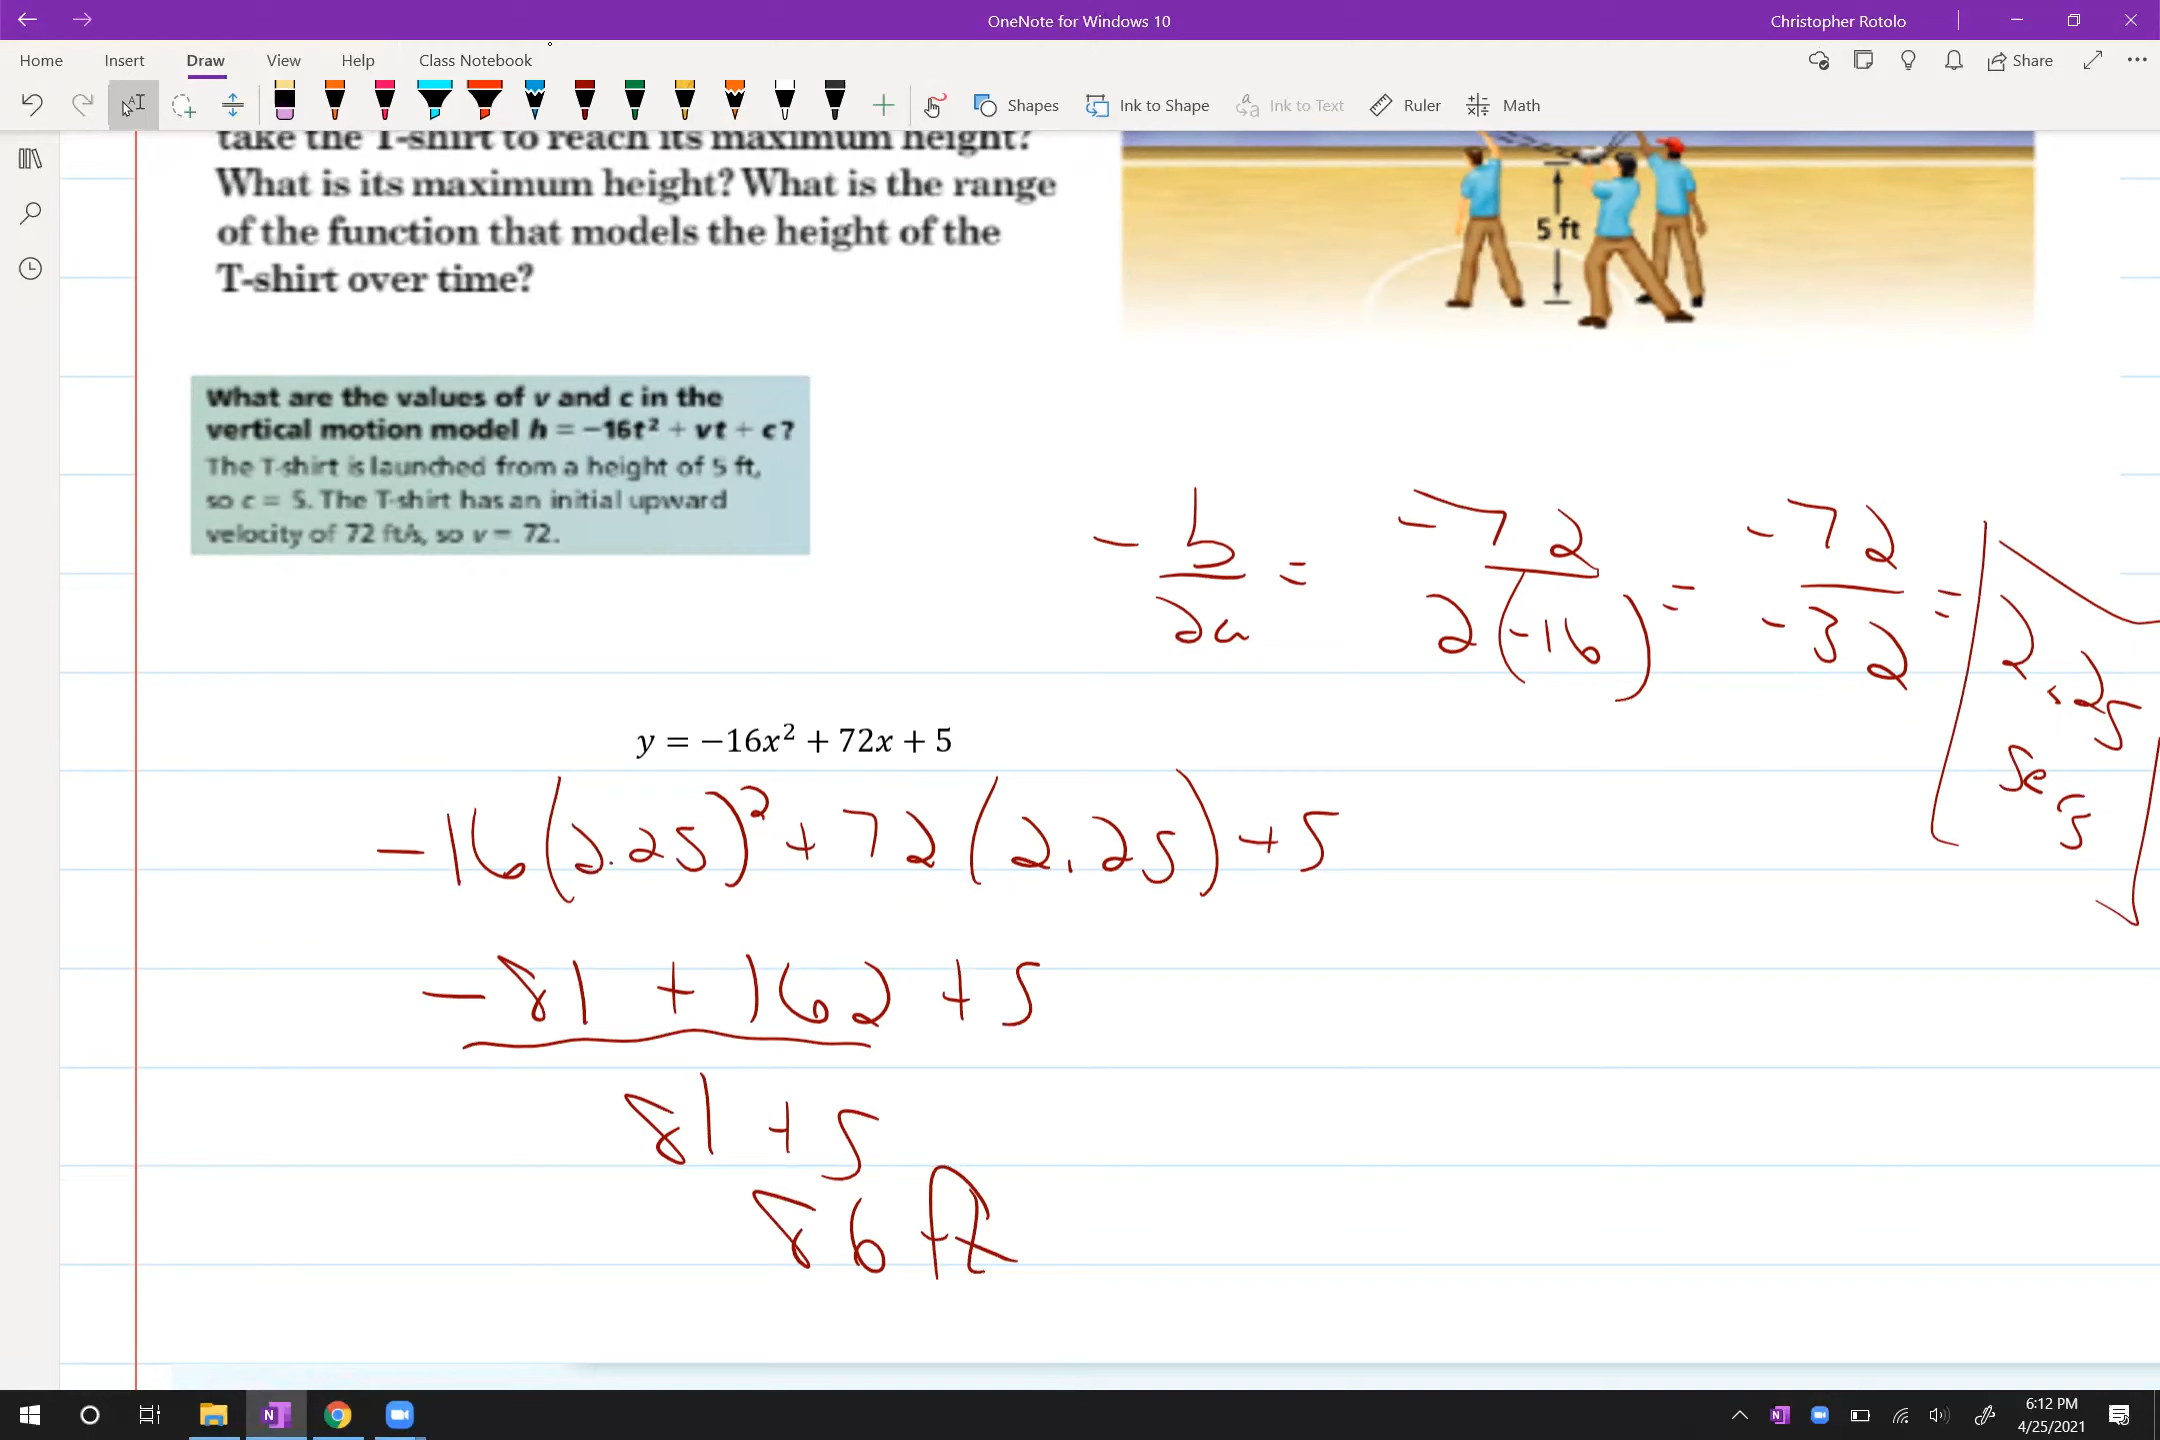 OneNote for Windows 10
Christopher Rotolo
Home Insert Draw View Help Class Notebook
Share
Shapes Ink to Shape Ink to Text Ruler Math
take the T-shirt to reach its maximum height?
What is its maximum height? What is the range
of the function that models the height of the
T-shirt over time?
5 ft
What are the values of v and c in the
vertical motion model h = −16t² + vt + c?
The T-shirt is launched from a height of 5 ft,
so c = 5. The T-shirt has an initial upward
velocity of 72 ft/s, so v = 72.
- b/2a = -72/2(-16) = -72/-32 = 2.25
y = −16x² + 72x + 5
-16(2.25)² + 72(2.25) + 5
-81 + 162 + 5
81 + 5
86 ft
6:12 PM
4/25/2021